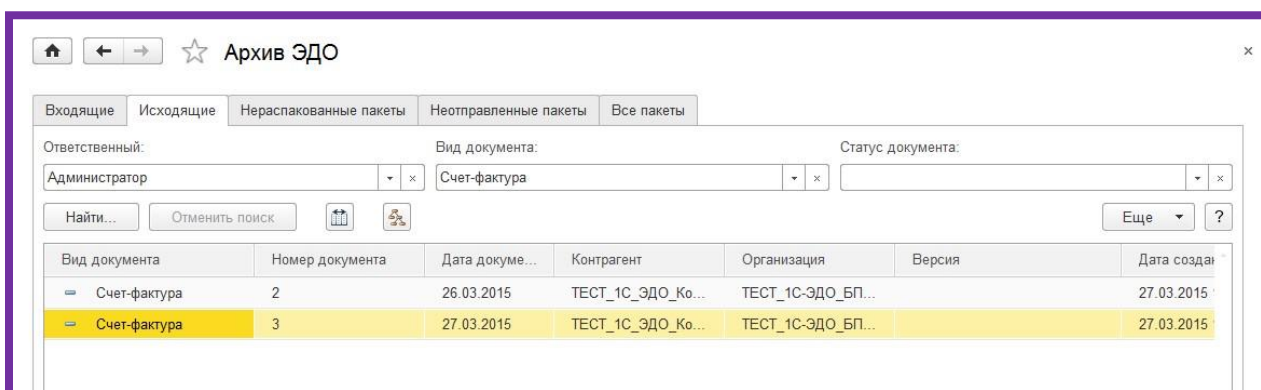 Архив ЭДО
Входящие Исходящие Нераспакованные пакеты Неотправленные пакеты Все пакеты
Ответственный: Вид документа: Статус документа:
Администратор Счет-фактура
Найти... Отменить поиск Еще ?
Вид документа Номер документа Дата докуме... Контрагент Организация Версия Дата создан
Счет-фактура 2 26.03.2015 ТЕСТ_1С_ЭДО_Ко... ТЕСТ_1С-ЭДО_БП... 27.03.2015
Счет-фактура 3 27.03.2015 ТЕСТ_1С_ЭДО_Ко... ТЕСТ_1С-ЭДО_БП... 27.03.2015